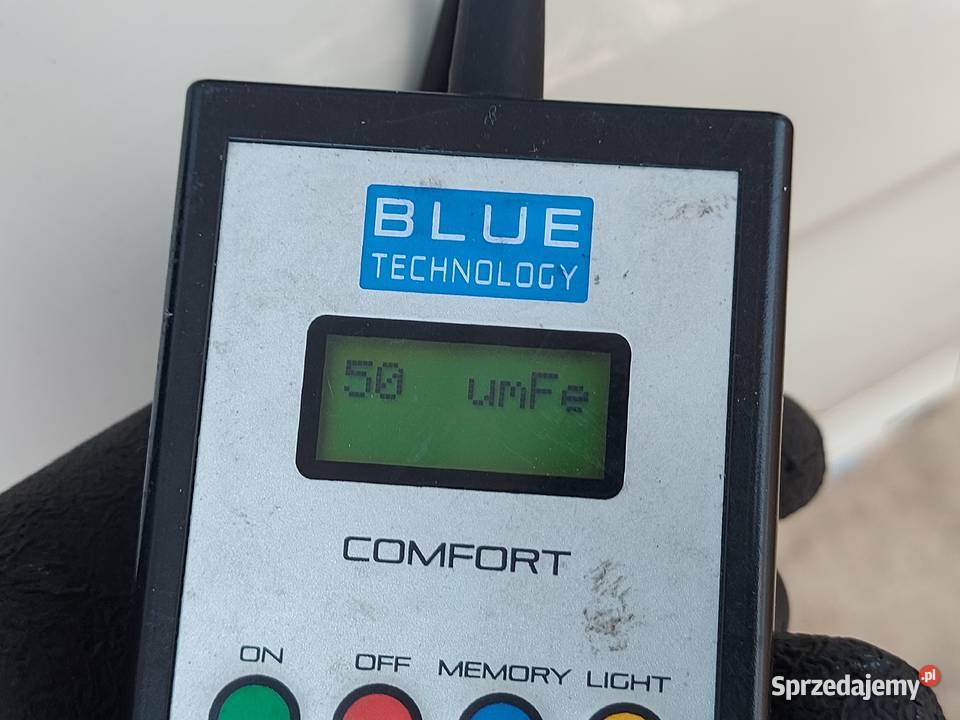 BLUE
TECHNOLOGY
50 umFe
COMFORT
ON OFF MEMORY LIGHT
Sprzedajemy.pl